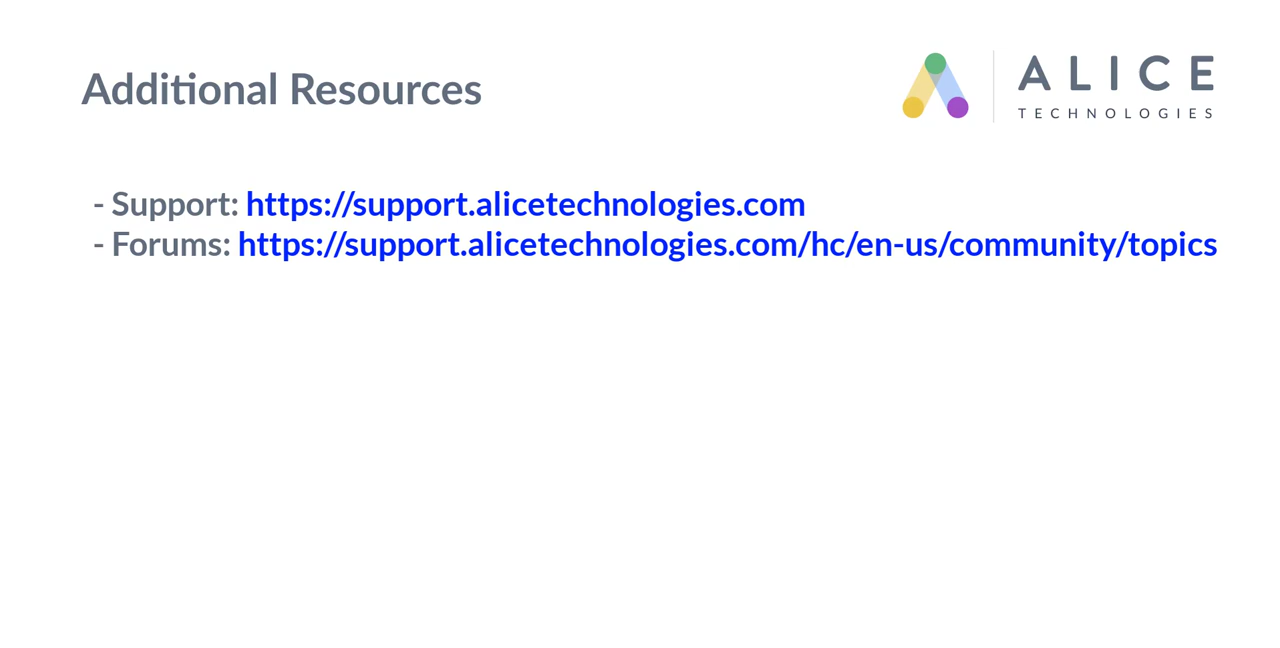 Additional Resources
ALICE
TECHNOLOGIES
- Support: https://support.alicetechnologies.com
- Forums: https://support.alicetechnologies.com/hc/en-us/community/topics